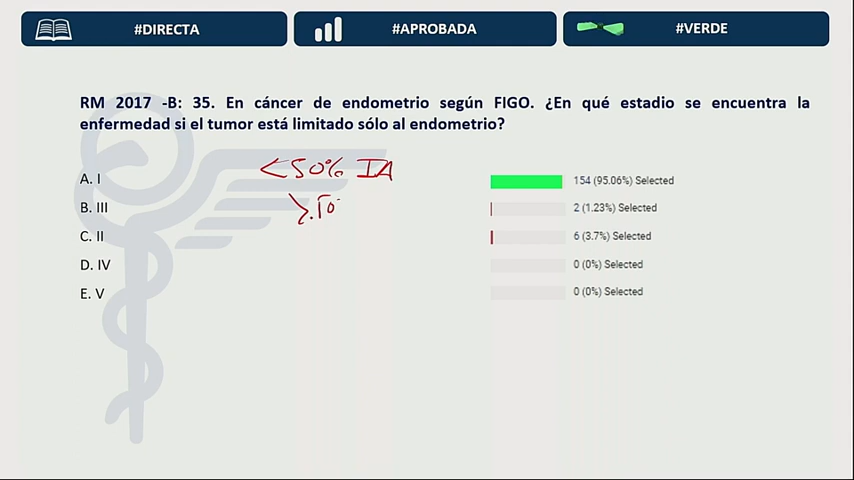 #DIRECTA
#APROBADA
#VERDE
RM 2017 -B: 35. En cáncer de endometrio según FIGO. ¿En qué estadio se encuentra la
enfermedad si el tumor está limitado sólo al endometrio?
<50% IA
A. I
154 (95.06%) Selected
B. III
2 (1.23%) Selected
C. II
6 (3.7%) Selected
D. IV
0 (0%) Selected
E. V
0 (0%) Selected